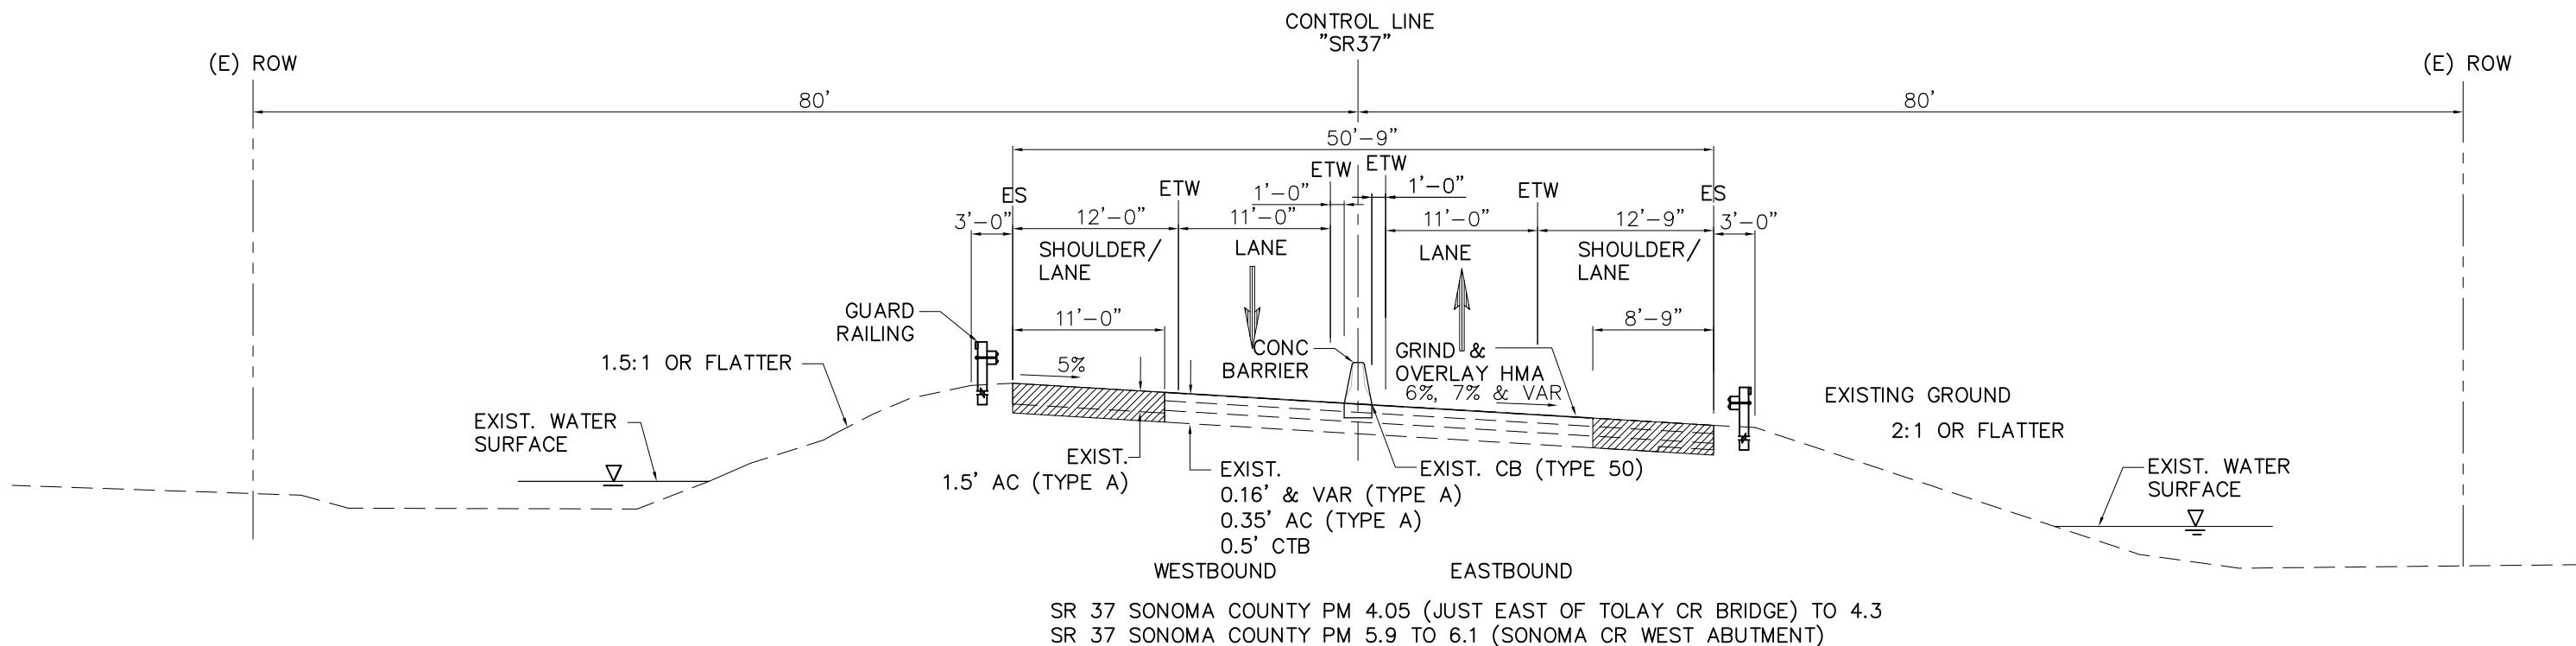 CONTROL LINE
"SR37"
(E) ROW
(E) ROW
80'
80'
50'-9"
ES
ETW
ETW
ETW
ETW
ES
3'-0"
12'-0"
11'-0"
1'-0"
1'-0"
11'-0"
12'-9"
3'-0"
SHOULDER/
LANE
LANE
LANE
SHOULDER/
LANE
GUARD
RAILING
11'-0"
8'-9"
1.5:1 OR FLATTER
5%
CONC
BARRIER
GRIND &
OVERLAY HMA
6%, 7% & VAR
EXISTING GROUND
2:1 OR FLATTER
EXIST. WATER
SURFACE
EXIST.
1.5' AC (TYPE A)
EXIST.
0.16' & VAR (TYPE A)
0.35' AC (TYPE A)
0.5' CTB
EXIST. CB (TYPE 50)
EXIST. WATER
SURFACE
WESTBOUND
EASTBOUND
SR 37 SONOMA COUNTY PM 4.05 (JUST EAST OF TOLAY CR BRIDGE) TO 4.3
SR 37 SONOMA COUNTY PM 5.9 TO 6.1 (SONOMA CR WEST ABUTMENT)